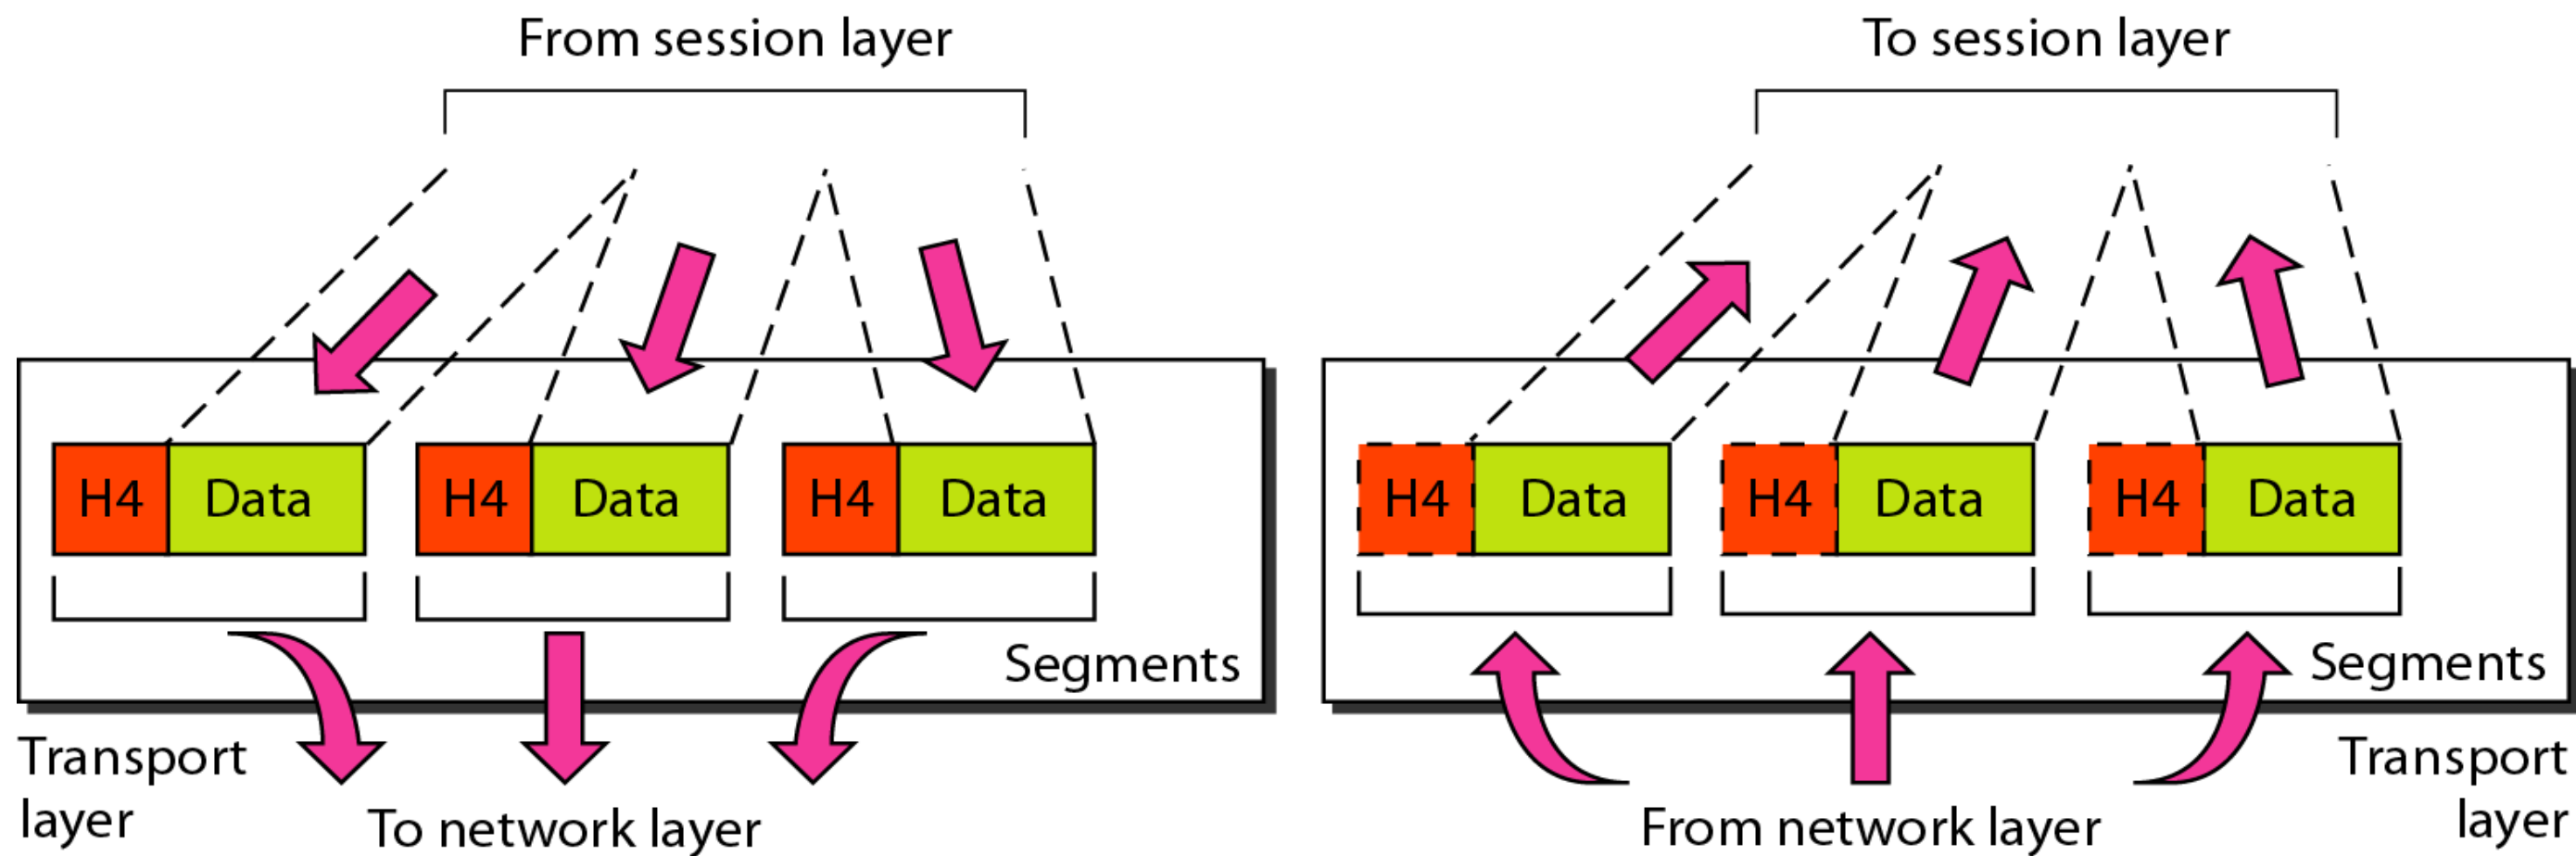 From session layer
To session layer
H4 Data H4 Data H4 Data
H4 Data H4 Data H4 Data
Segments
Segments
Transport
layer
To network layer
From network layer
Transport
layer